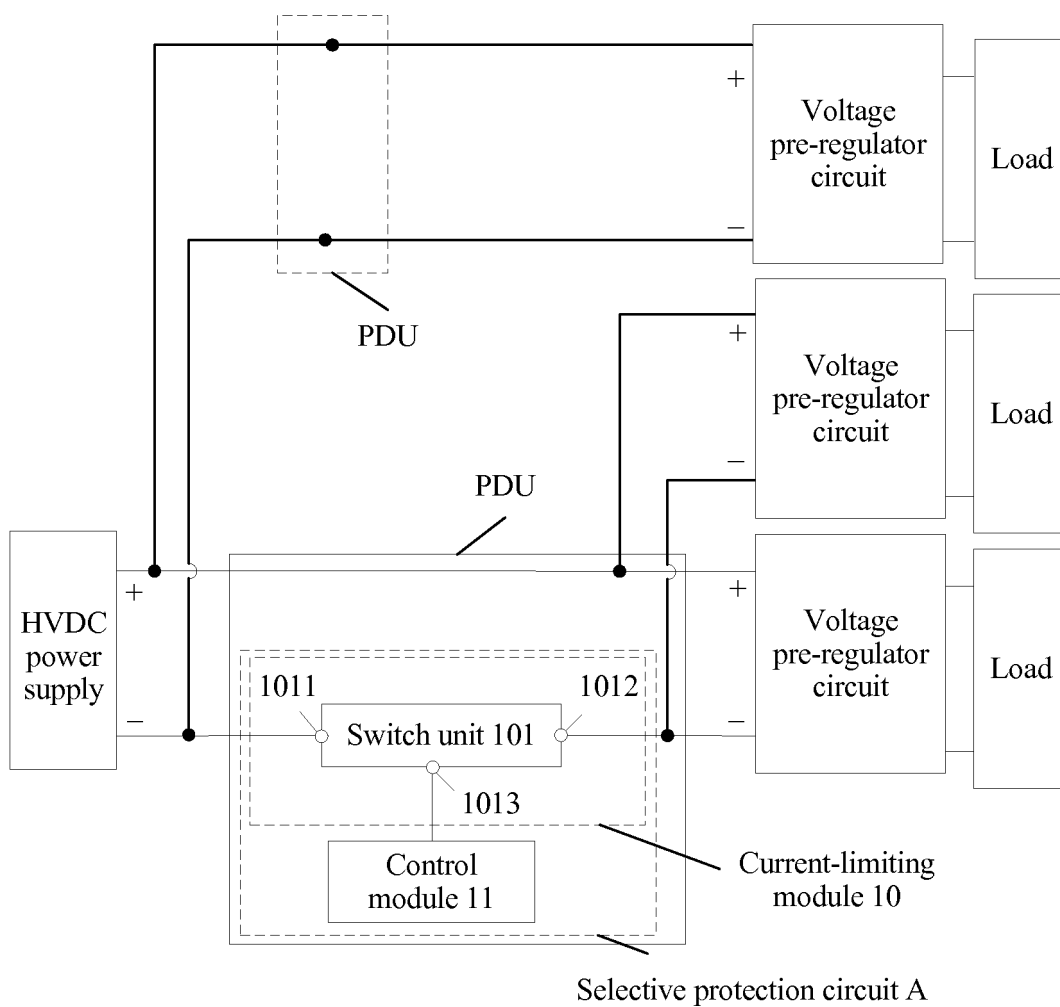 +
Voltage
pre-regulator
circuit
Load
−
PDU
+
Voltage
pre-regulator
circuit
Load
−
PDU
HVDC
power
supply
+
−
+
Voltage
pre-regulator
circuit
Load
−
1011
1012
Switch unit 101
1013
Control
module 11
Current-limiting
module 10
Selective protection circuit A